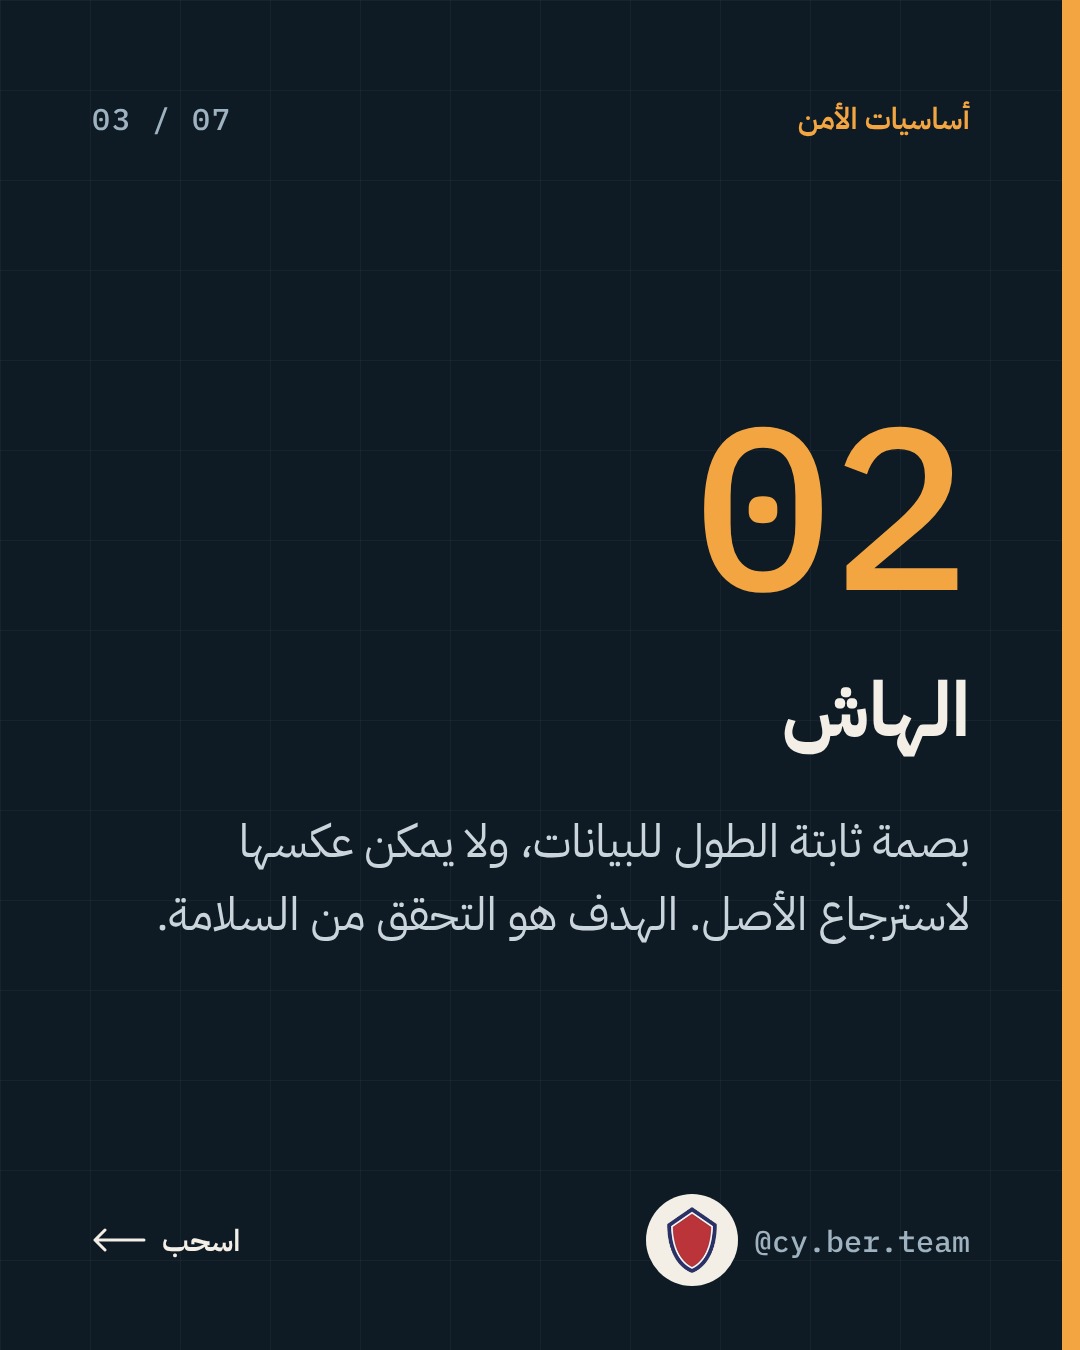 أساسيات الأمن
03 / 07
02
الهاش
بصمة ثابتة الطول للبيانات، ولا يمكن عكسها
لاسترجاع الأصل. الهدف هو التحقق من السلامة.
@cy.ber.team
اسحب ←